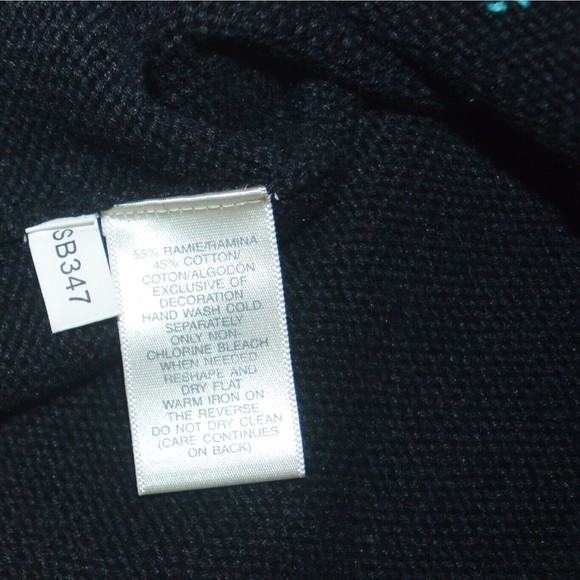 SB347
55% RAMIE/RAMINA
45% COTTON/
COTON/ALGODÓN
EXCLUSIVE OF
DECORATION
HAND WASH COLD
SEPARATELY
ONLY NON-
CHLORINE BLEACH
WHEN NEEDED
RESHAPE AND
DRY FLAT
WARM IRON ON
THE REVERSE
DO NOT DRY CLEAN
(CARE CONTINUES
ON BACK)